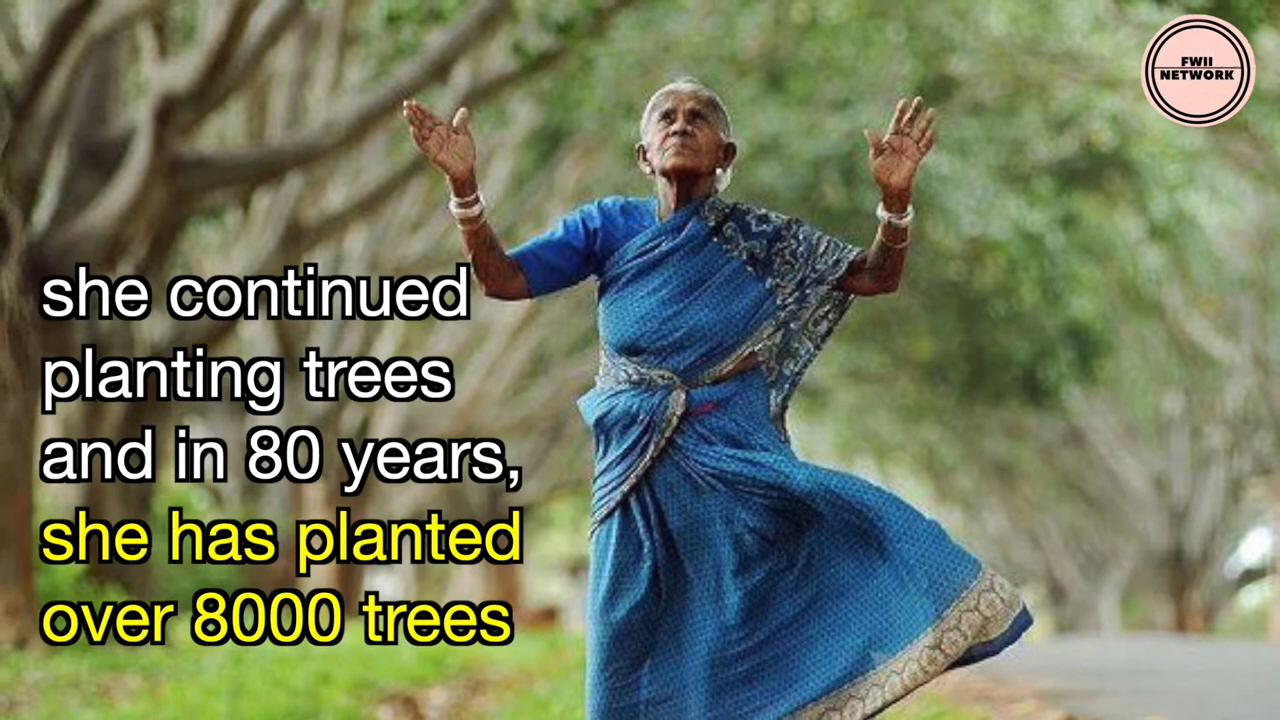 FWII
NETWORK
she continued
planting trees
and in 80 years,
she has planted
over 8000 trees